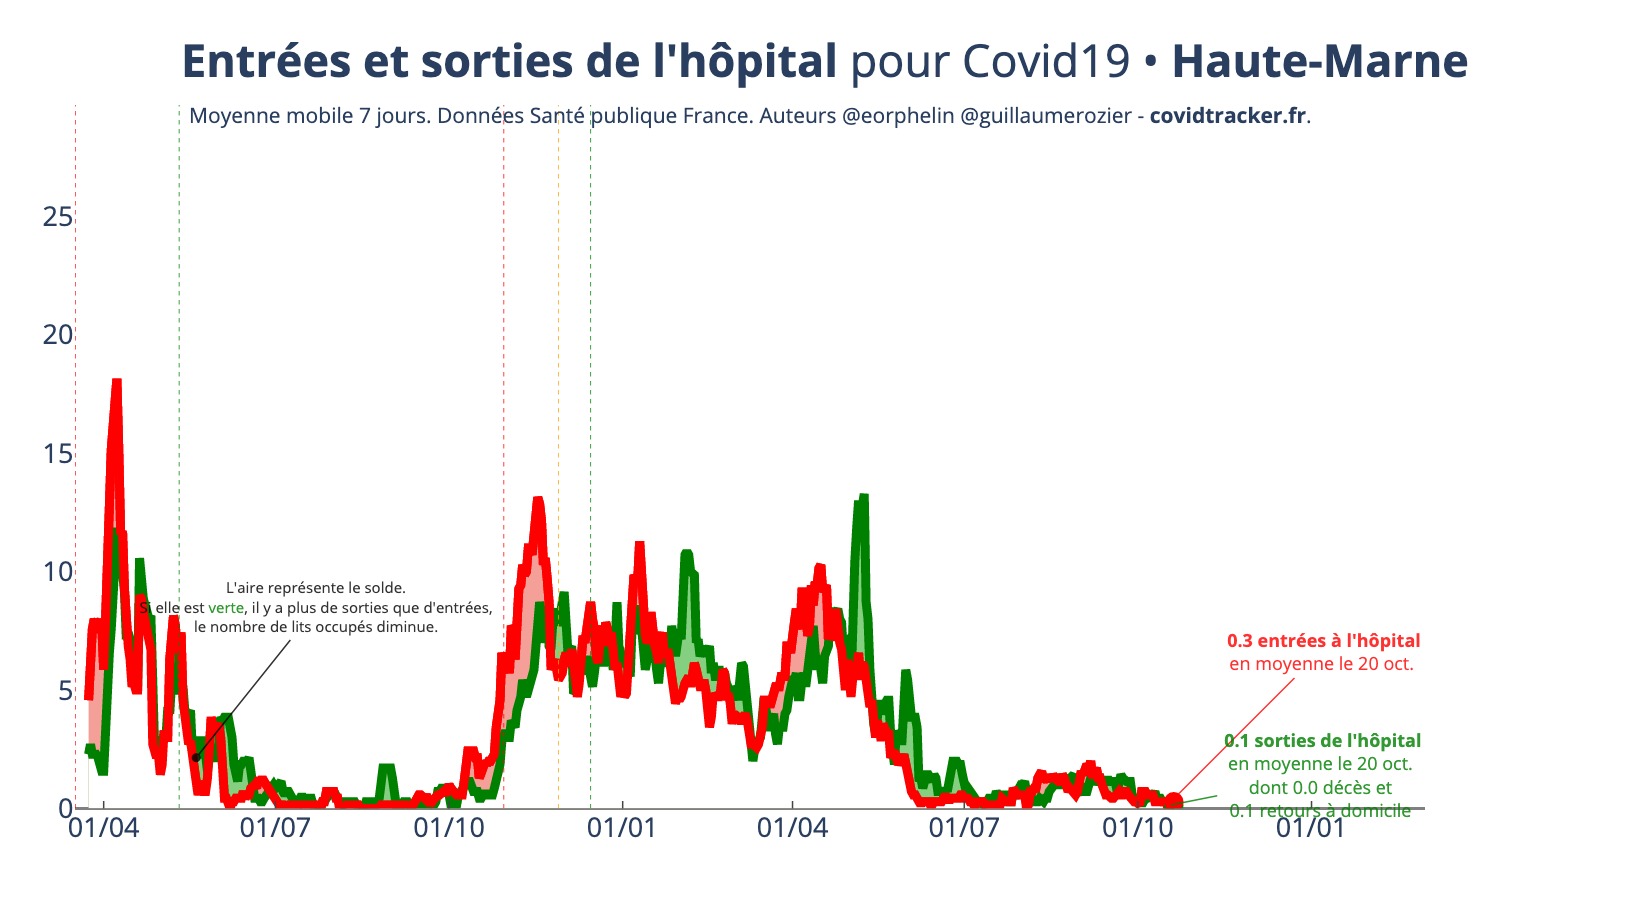 Entrées et sorties de l'hôpital pour Covid19 • Haute-Marne
Moyenne mobile 7 jours. Données Santé publique France. Auteurs @eorphelin @guillaumerozier - covidtracker.fr.
25
20
15
10
5
0
L'aire représente le solde.
Si elle est verte, il y a plus de sorties que d'entrées,
le nombre de lits occupés diminue.
0.3 entrées à l'hôpital
en moyenne le 20 oct.
0.1 sorties de l'hôpital
en moyenne le 20 oct.
dont 0.0 décès et
0.1 retours à domicile
01/04 01/07 01/10 01/01 01/04 01/07 01/10 01/01